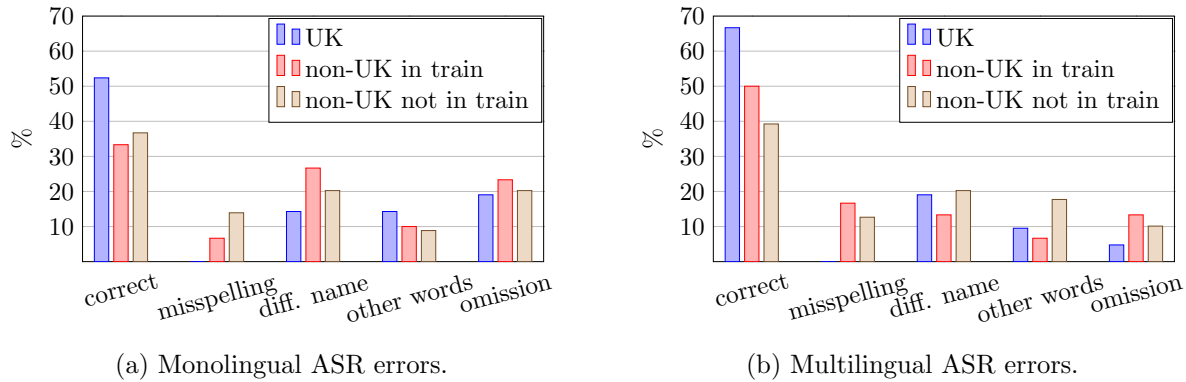 70
60
50
40
30
20
10
%
UK
non-UK in train
non-UK not in train
correct
misspelling
diff. name
other words
omission
(a) Monolingual ASR errors.
70
60
50
40
30
20
10
%
UK
non-UK in train
non-UK not in train
correct
misspelling
diff. name
other words
omission
(b) Multilingual ASR errors.